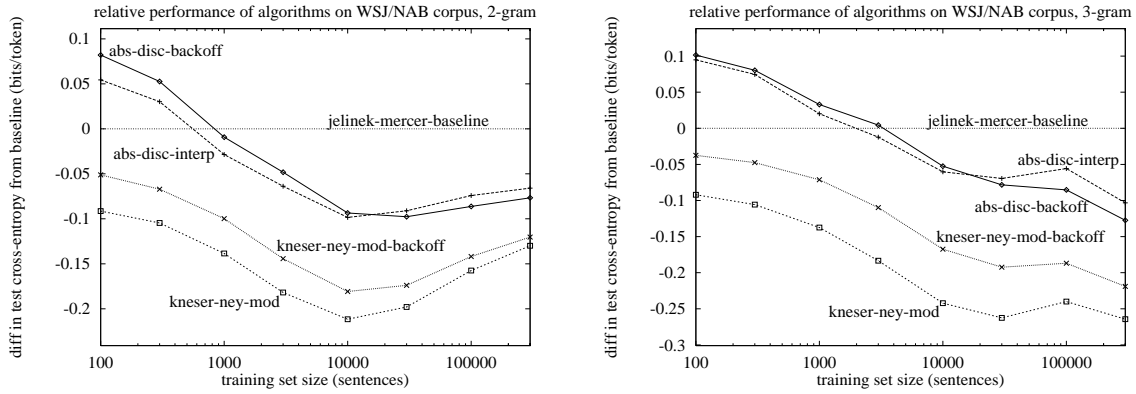 relative performance of algorithms on WSJ/NAB corpus, 2-gram
diff in test cross-entropy from baseline (bits/token)
0.1
0.05
0
-0.05
-0.1
-0.15
-0.2
abs-disc-backoff
jelinek-mercer-baseline
abs-disc-interp
kneser-ney-mod-backoff
kneser-ney-mod
100
1000
10000
100000
training set size (sentences)
relative performance of algorithms on WSJ/NAB corpus, 3-gram
diff in test cross-entropy from baseline (bits/token)
0.1
0.05
0
-0.05
-0.1
-0.15
-0.2
-0.25
-0.3
jelinek-mercer-baseline
abs-disc-interp
abs-disc-backoff
kneser-ney-mod-backoff
kneser-ney-mod
100
1000
10000
100000
training set size (sentences)